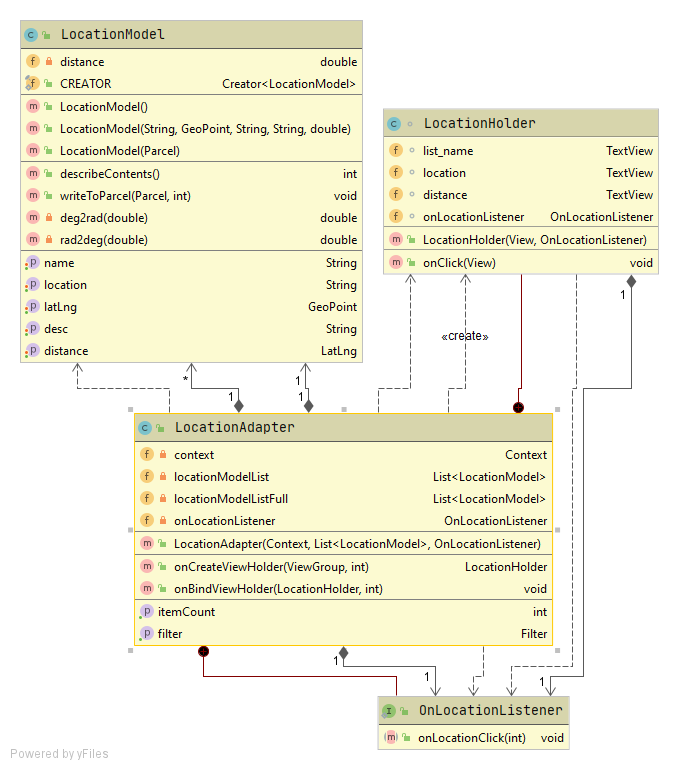 LocationModel
distance double
CREATOR Creator<LocationModel>
LocationModel()
LocationModel(String, GeoPoint, String, String, double)
LocationModel(Parcel)
describeContents() int
writeToParcel(Parcel, int) void
deg2rad(double) double
rad2deg(double) double
name String
location String
latLng GeoPoint
desc String
distance LatLng
LocationHolder
list_name TextView
location TextView
distance TextView
onLocationListener OnLocationListener
LocationHolder(View, OnLocationListener)
onClick(View) void
1
«create»
*
1
1
1
LocationAdapter
context Context
locationModelList List<LocationModel>
locationModelListFull List<LocationModel>
onLocationListener OnLocationListener
LocationAdapter(Context, List<LocationModel>, OnLocationListener)
onCreateViewHolder(ViewGroup, int) LocationHolder
onBindViewHolder(LocationHolder, int) void
itemCount int
filter Filter
1
1
1
OnLocationListener
onLocationClick(int) void
Powered by yFiles